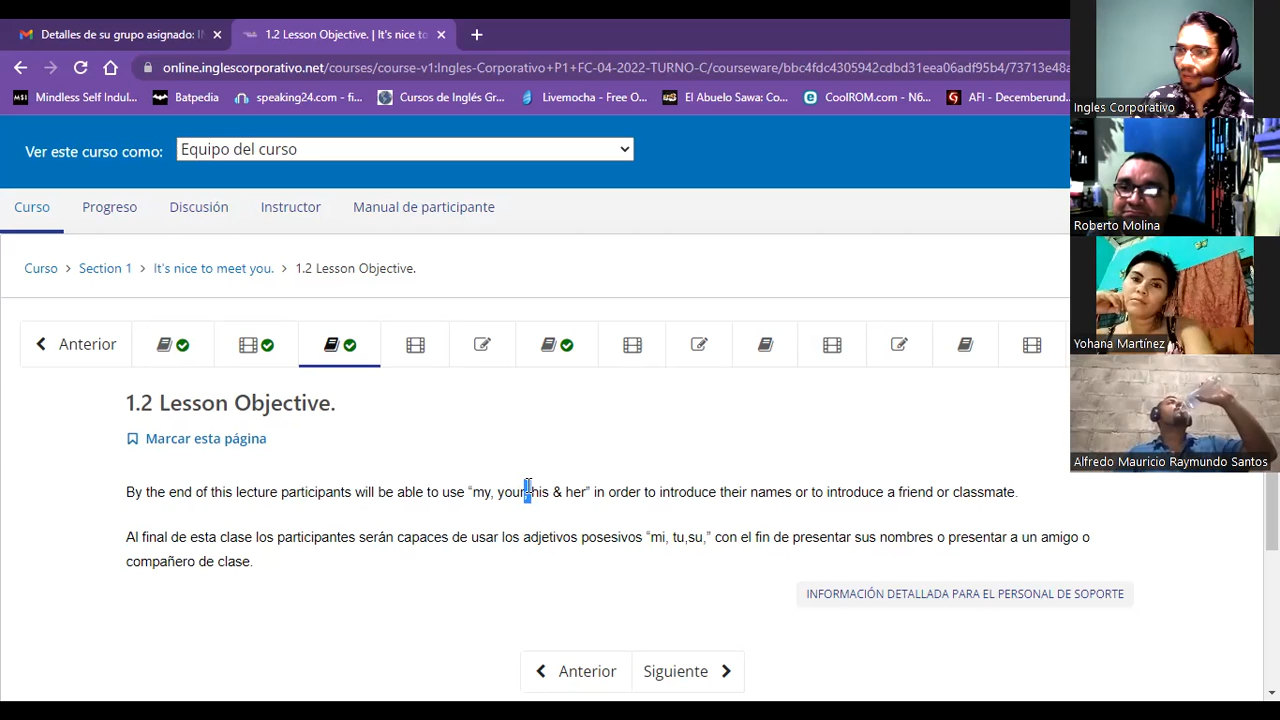 Detalles de su grupo asignado: I
1.2 Lesson Objective. | It's nice to
online.inglescorporativo.net/courses/course-v1:Ingles-Corporativo+P1+FC-04-2022-TURNO-C/courseware/bbc4fdc4305942cdbd31eea06adf95b4/73713e48a
Mindless Self Indul...
Batpedia
speaking24.com - fi...
Cursos de Inglés Gr...
Livemocha - Free O...
El Abuelo Sawa: Co...
CoolROM.com - N6...
AFI - Decemberund...
Ver este curso como:
Equipo del curso
Curso
Progreso
Discusión
Instructor
Manual de participante
Curso > Section 1 > It's nice to meet you. > 1.2 Lesson Objective.
Anterior
1.2 Lesson Objective.
Marcar esta página
By the end of this lecture participants will be able to use “my, your, his & her” in order to introduce their names or to introduce a friend or classmate.
Al final de esta clase los participantes serán capaces de usar los adjetivos posesivos “mi, tu,su,” con el fin de presentar sus nombres o presentar a un amigo o
compañero de clase.
INFORMACIÓN DETALLADA PARA EL PERSONAL DE SOPORTE
Anterior
Siguiente
Ingles Corporativo
Roberto Molina
Yohana Martínez
Alfredo Mauricio Raymundo Santos